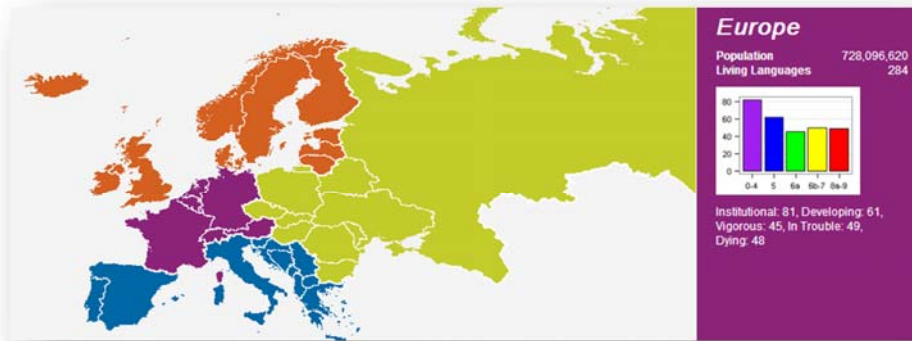 Europe
Population 728,096,620
Living Languages 284
80
60
40
20
0
0-4 5 6a 6b-7 8a-9
Institutional: 81, Developing: 61,
Vigorous: 45, In Trouble: 49,
Dying: 48